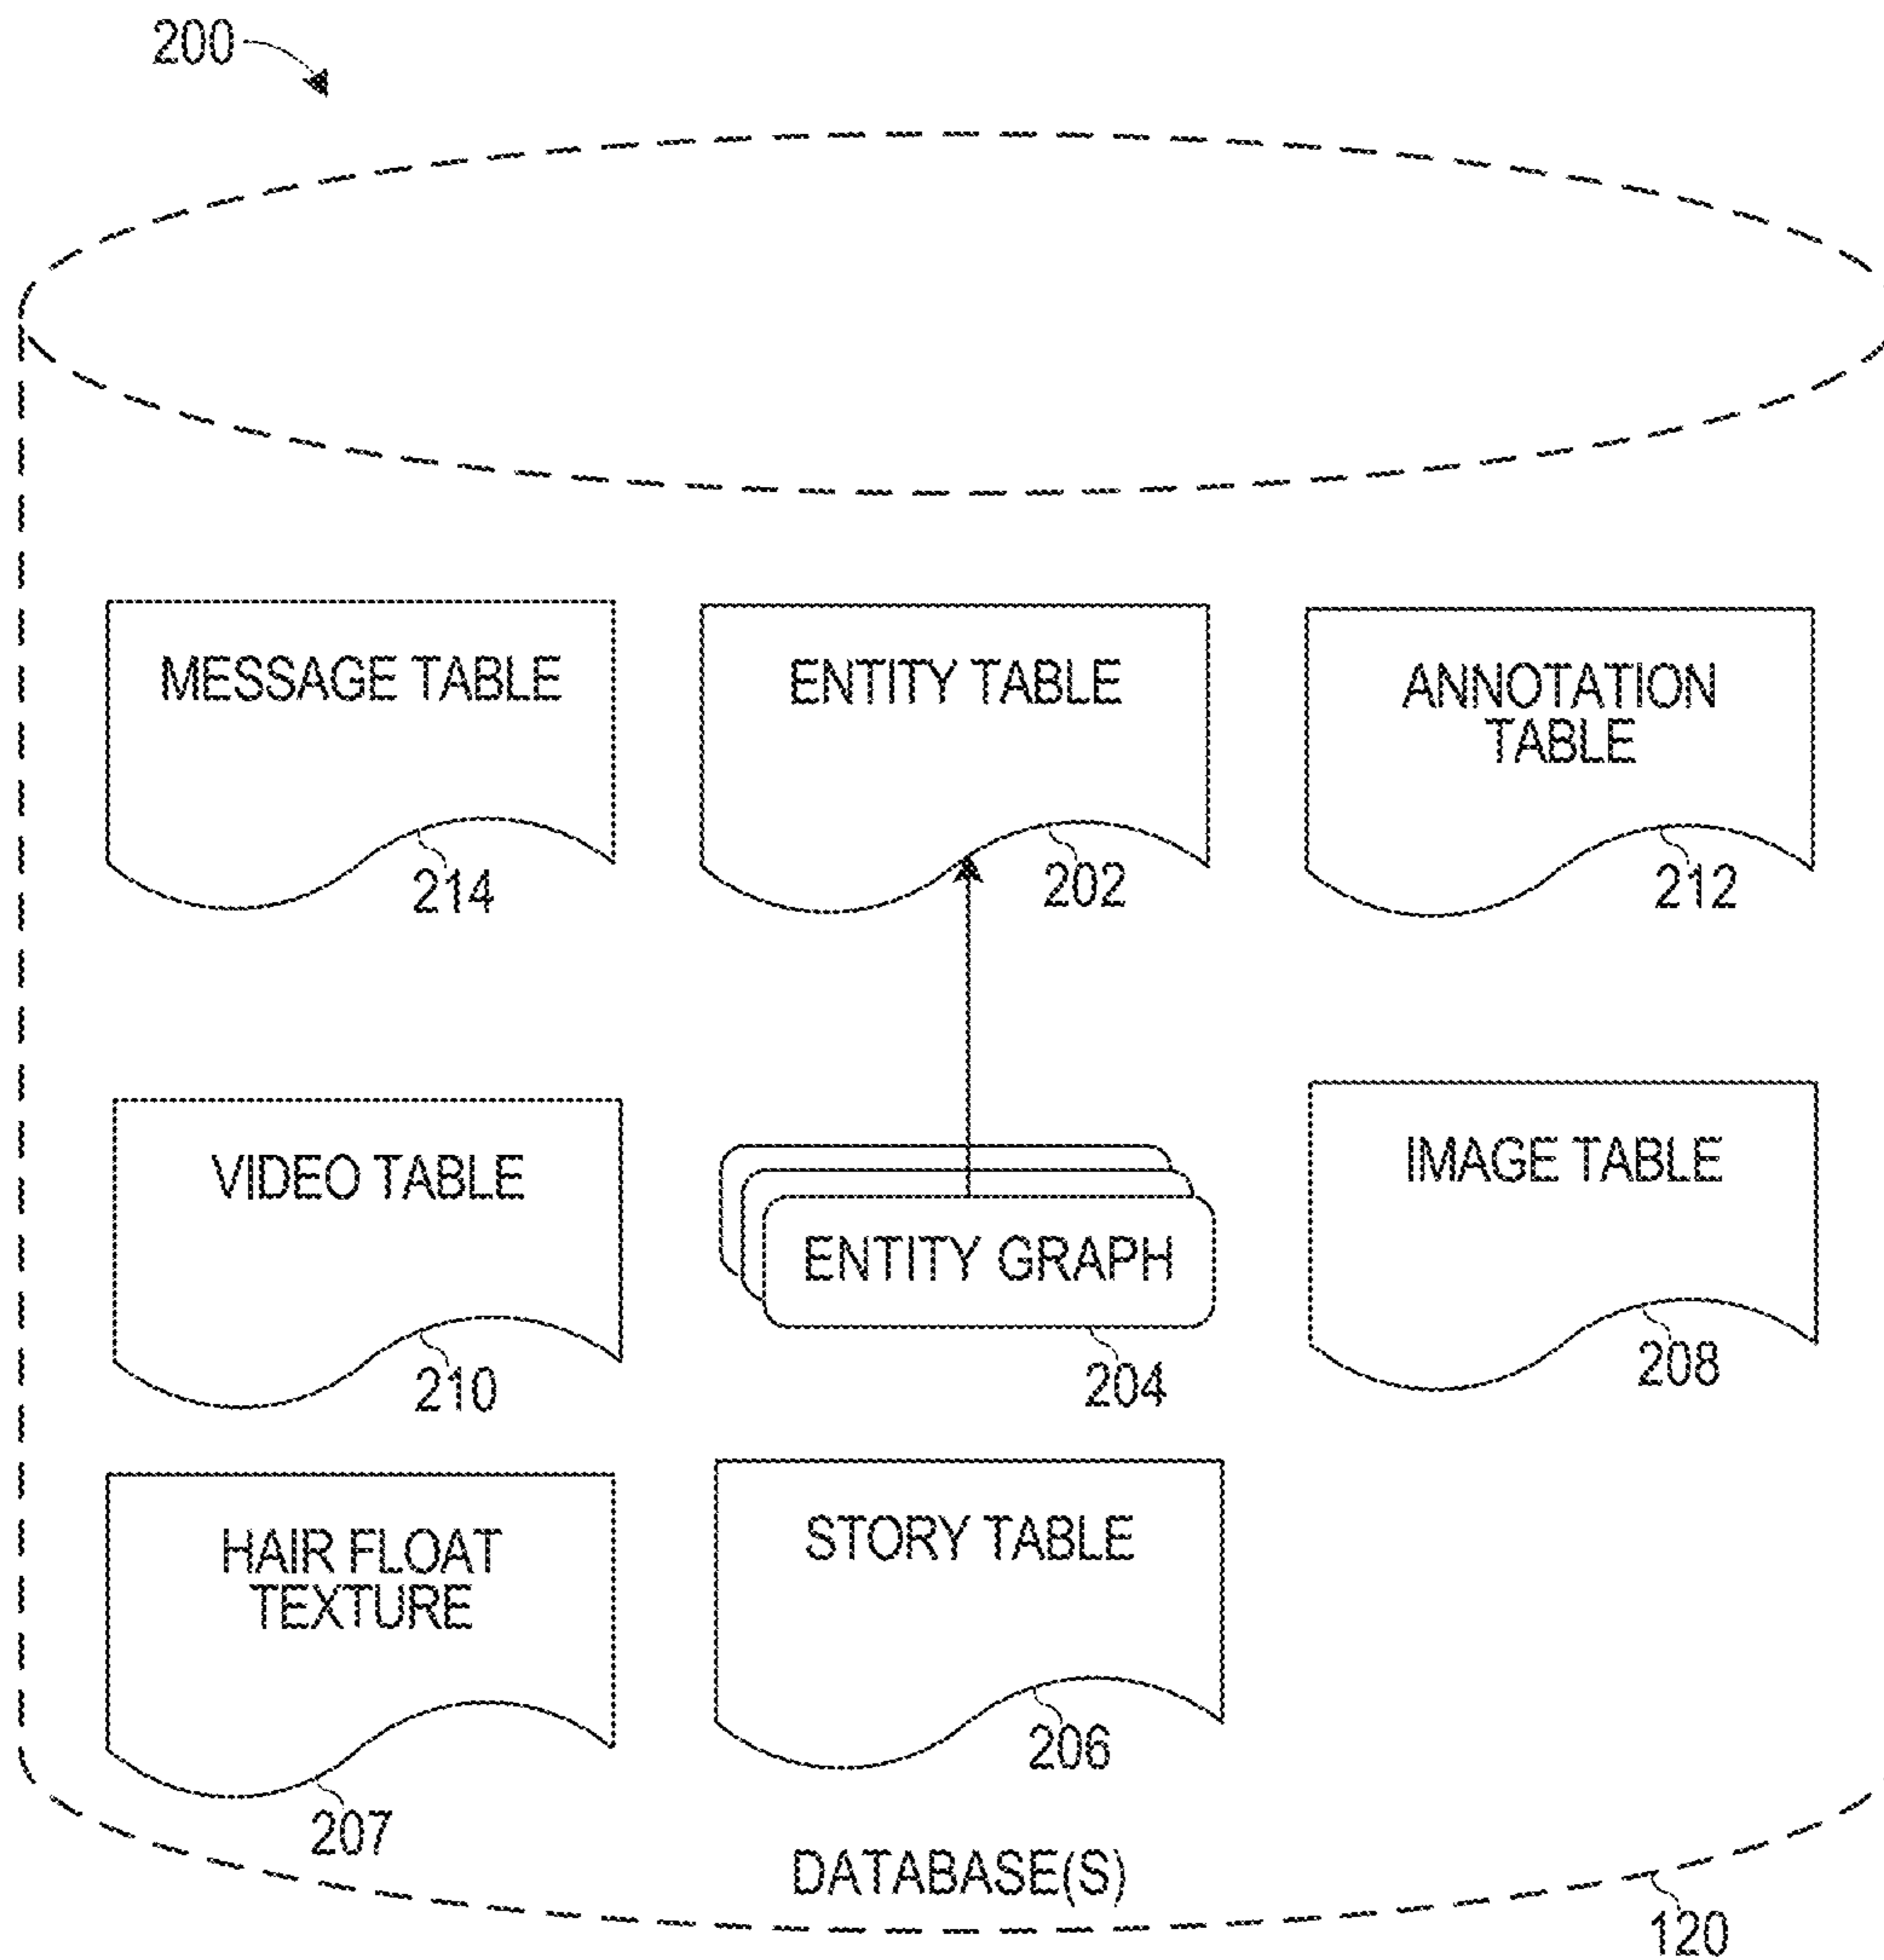 200
MESSAGE TABLE
214
ENTITY TABLE
202
ANNOTATION
TABLE
212
VIDEO TABLE
210
ENTITY GRAPH
204
IMAGE TABLE
208
HAIR FLOAT
TEXTURE
207
STORY TABLE
206
DATABASE(S)
120